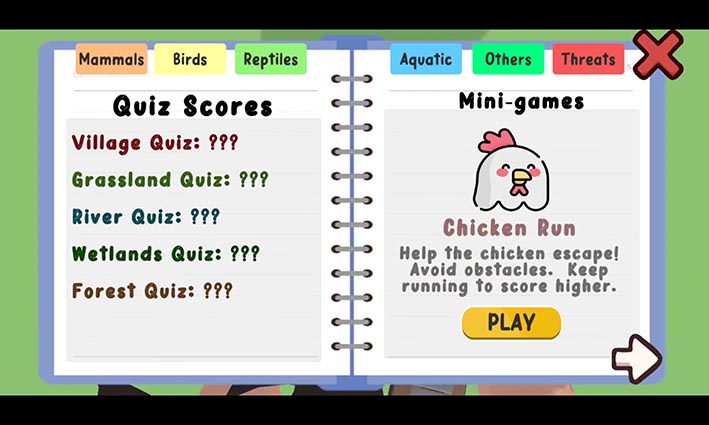 Mammals
Birds
Reptiles
Aquatic
Others
Threats
Quiz Scores
Village Quiz: ???
Grassland Quiz: ???
River Quiz: ???
Wetlands Quiz: ???
Forest Quiz: ???
Mini-games
Chicken Run
Help the chicken escape!
Avoid obstacles. Keep
running to score higher.
PLAY